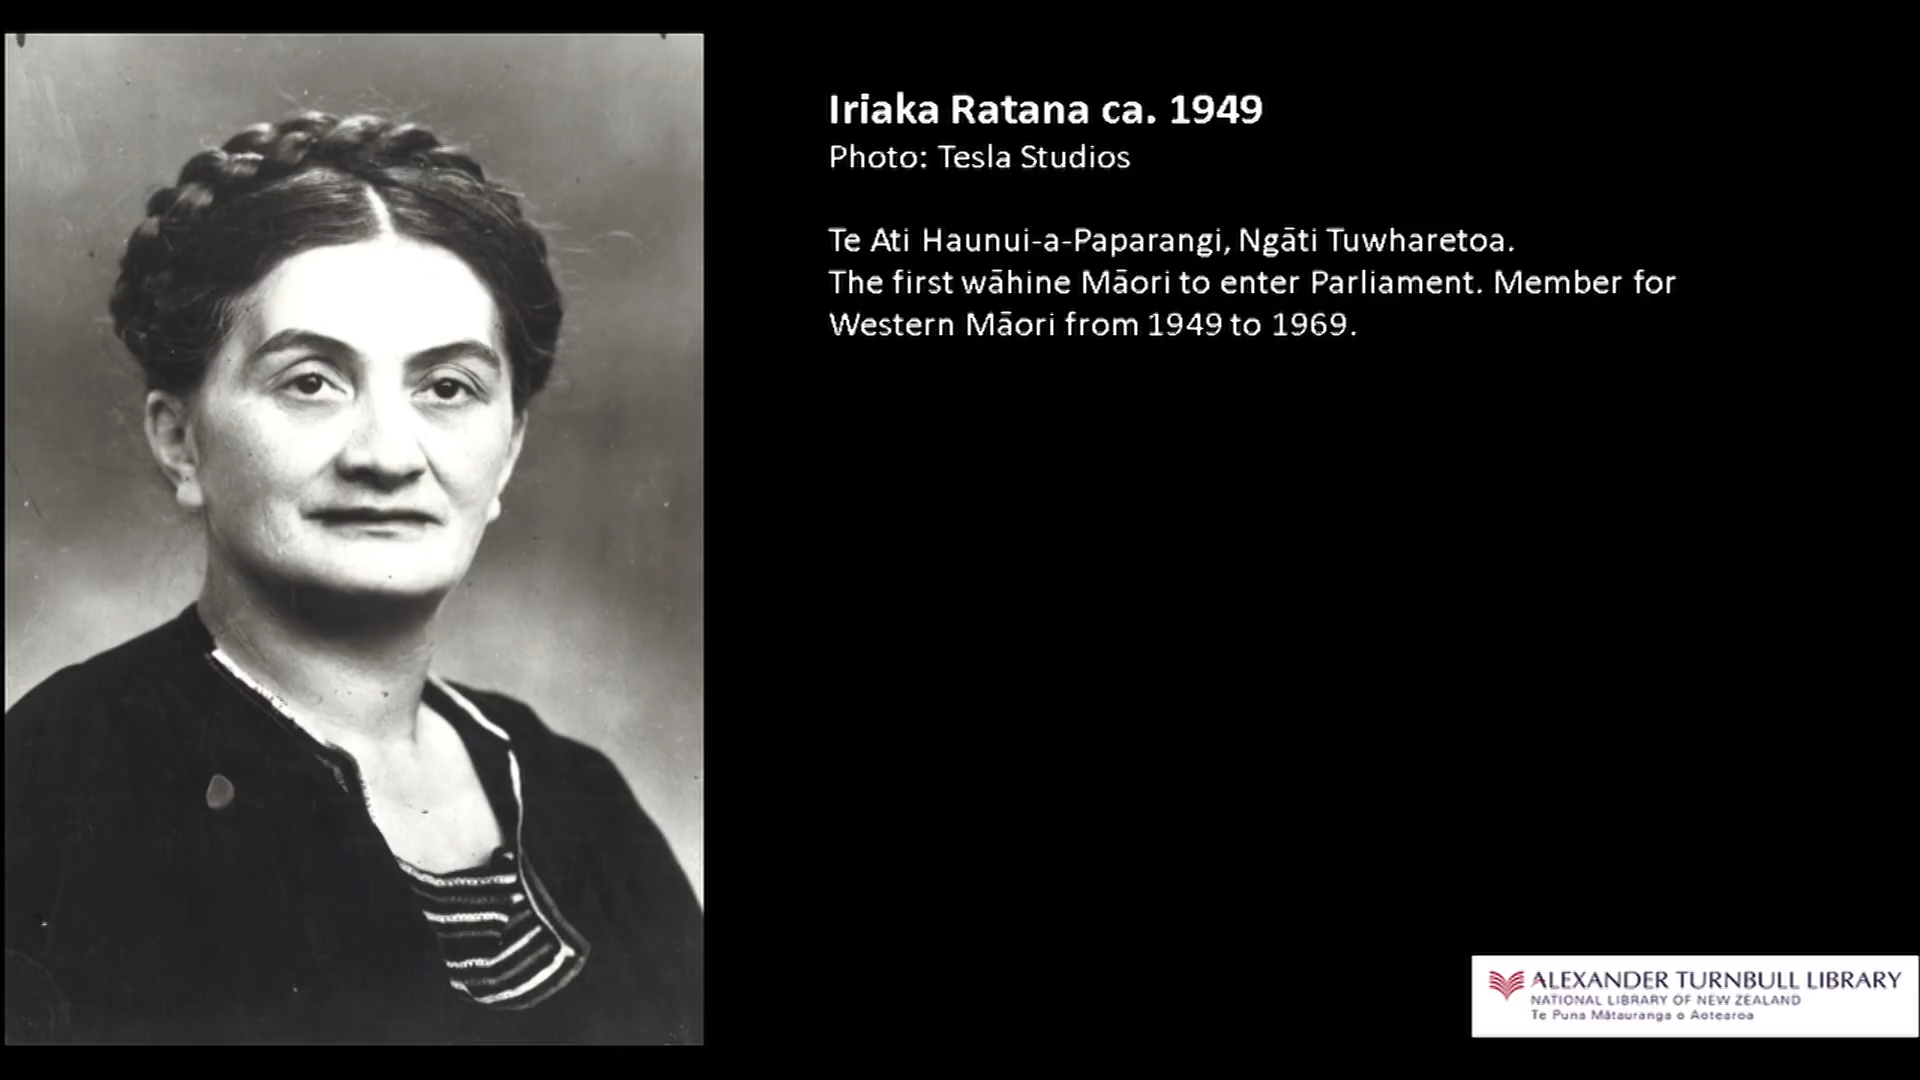 Iriaka Ratana ca. 1949
Photo: Tesla Studios
Te Ati Haunui-a-Paparangi, Ngāti Tuwharetoa.
The first wāhine Māori to enter Parliament. Member for
Western Māori from 1949 to 1969.
ALEXANDER TURNBULL LIBRARY
NATIONAL LIBRARY OF NEW ZEALAND
Te Puna Mātauranga o Aotearoa